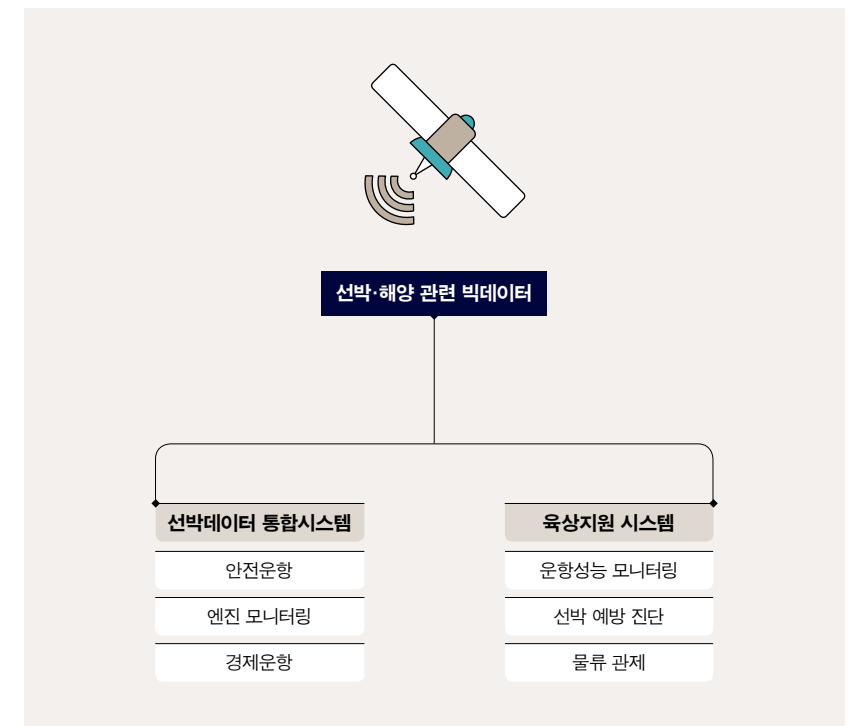 선박·해양 관련 빅데이터
선박데이터 통합시스템
안전운항
엔진 모니터링
경제운항
육상지원 시스템
운항성능 모니터링
선박 예방 진단
물류 관제